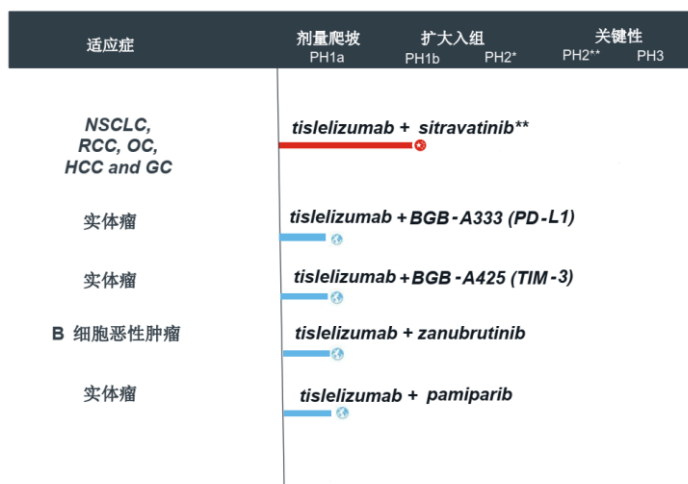 适应症 剂量爬坡 扩大入组 关键性
PH1a PH1b PH2* PH2** PH3
NSCLC,
RCC, OC,
HCC and GC
tislelizumab + sitravatinib**
实体瘤 tislelizumab + BGB-A333 (PD-L1)
实体瘤 tislelizumab + BGB-A425 (TIM-3)
B 细胞恶性肿瘤 tislelizumab + zanubrutinib
实体瘤 tislelizumab + pamiparib